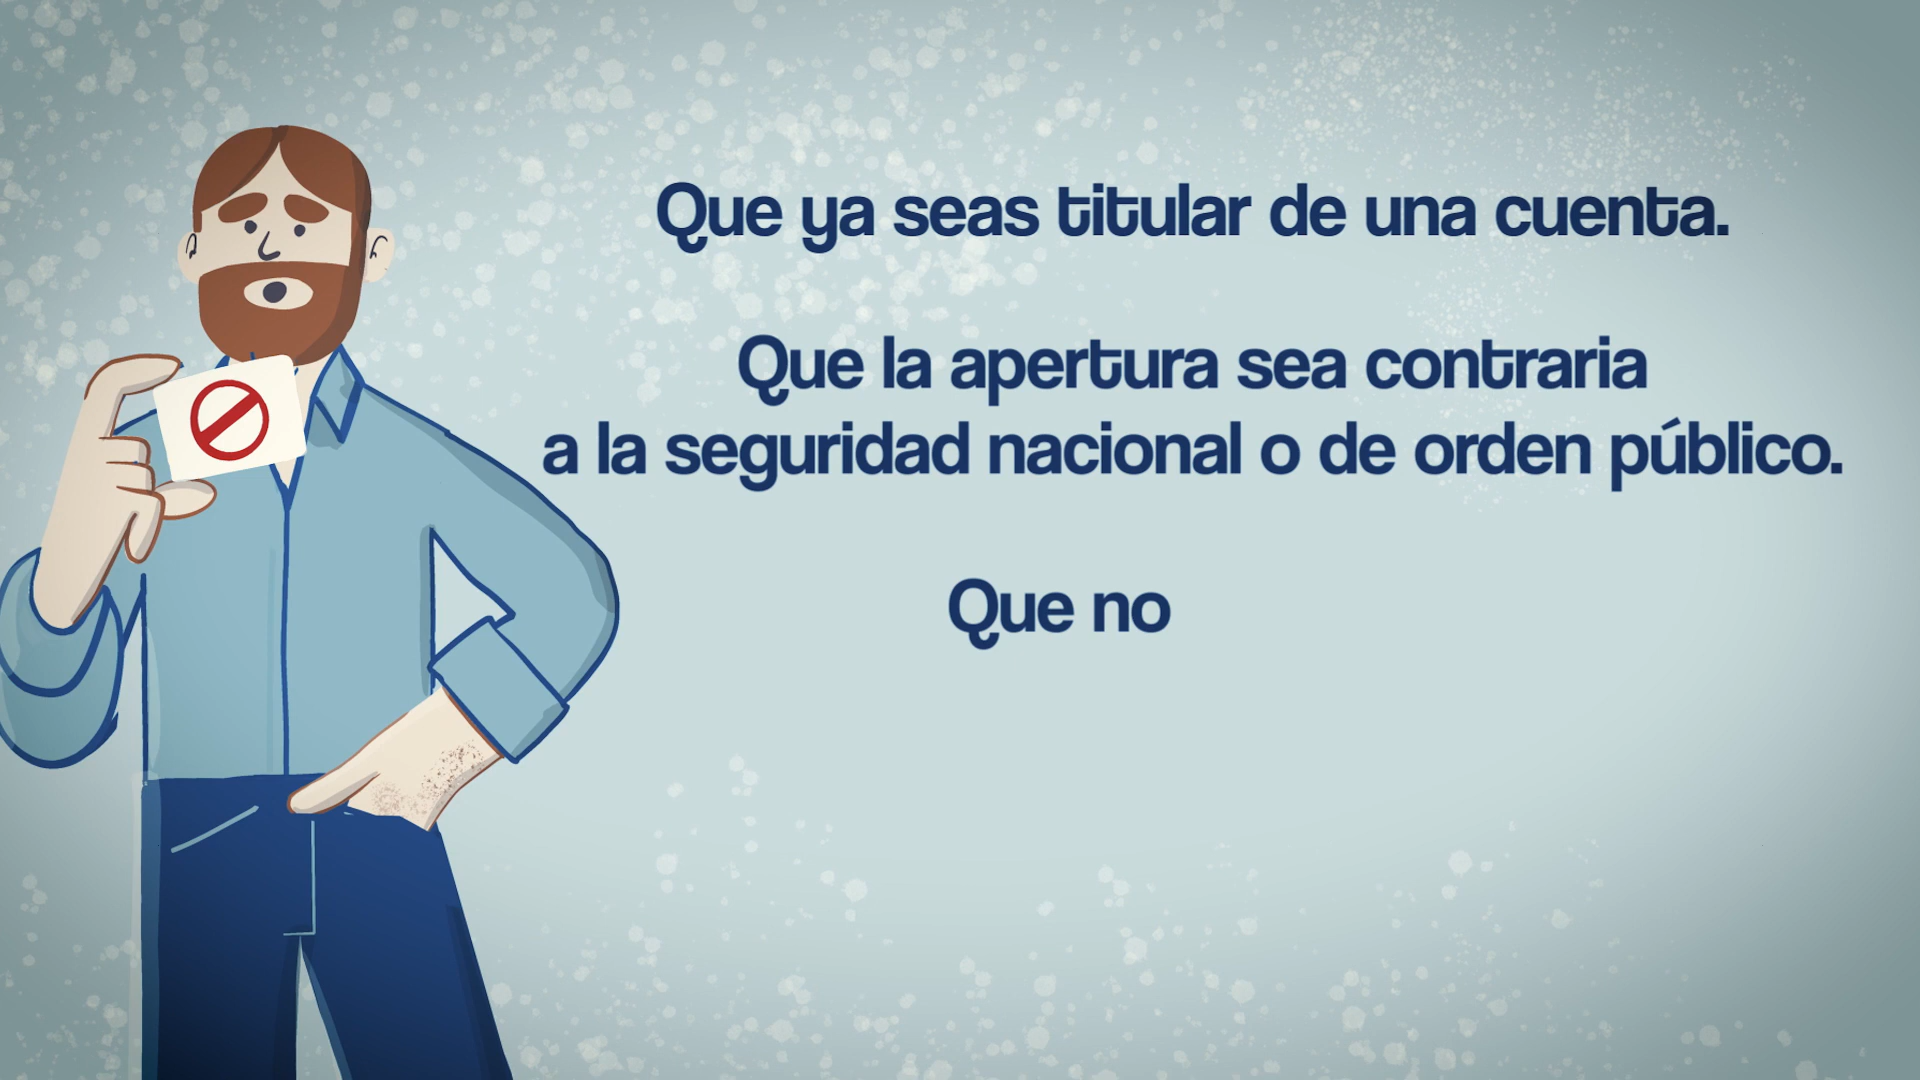 Que ya seas titular de una cuenta.
Que la apertura sea contraria
a la seguridad nacional o de orden público.
Que no